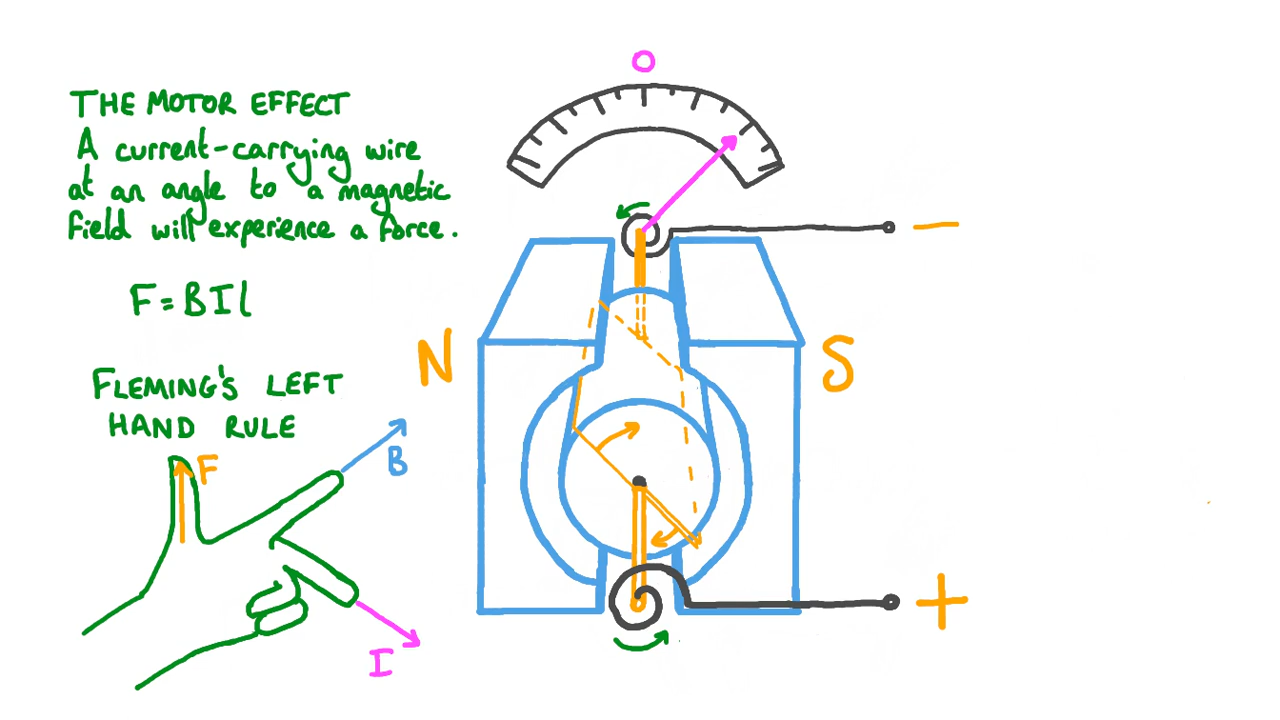 THE MOTOR EFFECT
A current-carrying wire
at an angle to a magnetic
field will experience a force.
F=BIl
FLEMING'S LEFT
HAND RULE
F
B
I
O
N
S
−
+